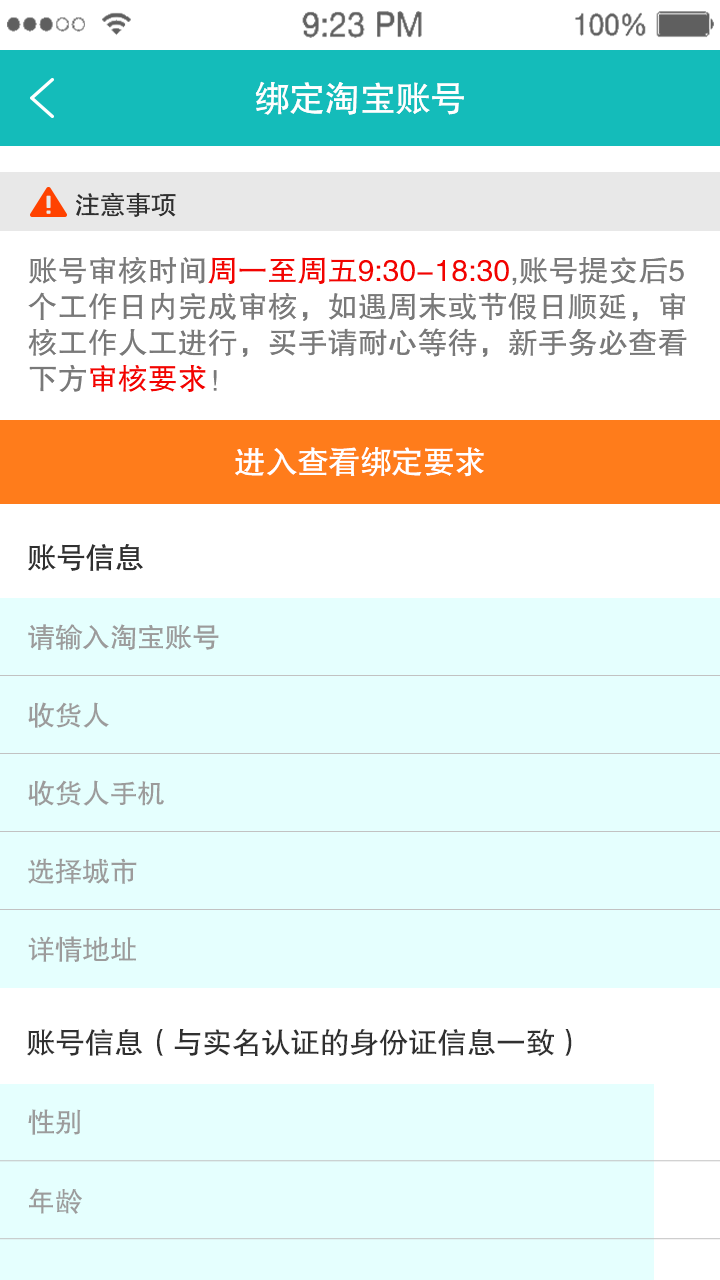 9:23 PM
100%
绑定淘宝账号
注意事项
账号审核时间周一至周五9:30-18:30,账号提交后5
个工作日内完成审核，如遇周末或节假日顺延，审
核工作人工进行，买手请耐心等待，新手务必查看
下方审核要求！
进入查看绑定要求
账号信息
请输入淘宝账号
收货人
收货人手机
选择城市
详情地址
账号信息（与实名认证的身份证信息一致）
性别
年龄